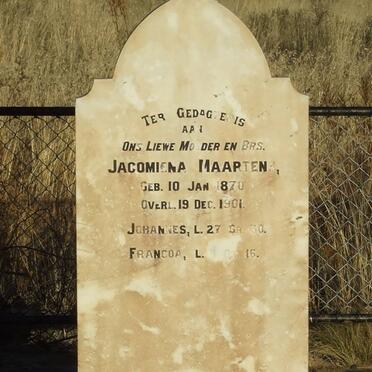 TER GEDAGTENIS
AAN
ONS LIEWE MOEDER EN BRS.
JACOMIENA MAARTENS,
GEB. 10 JAN 1870
OVERL. 19 DEC. 1901.
JOHANNES, L. 27
FRANCOA, L.